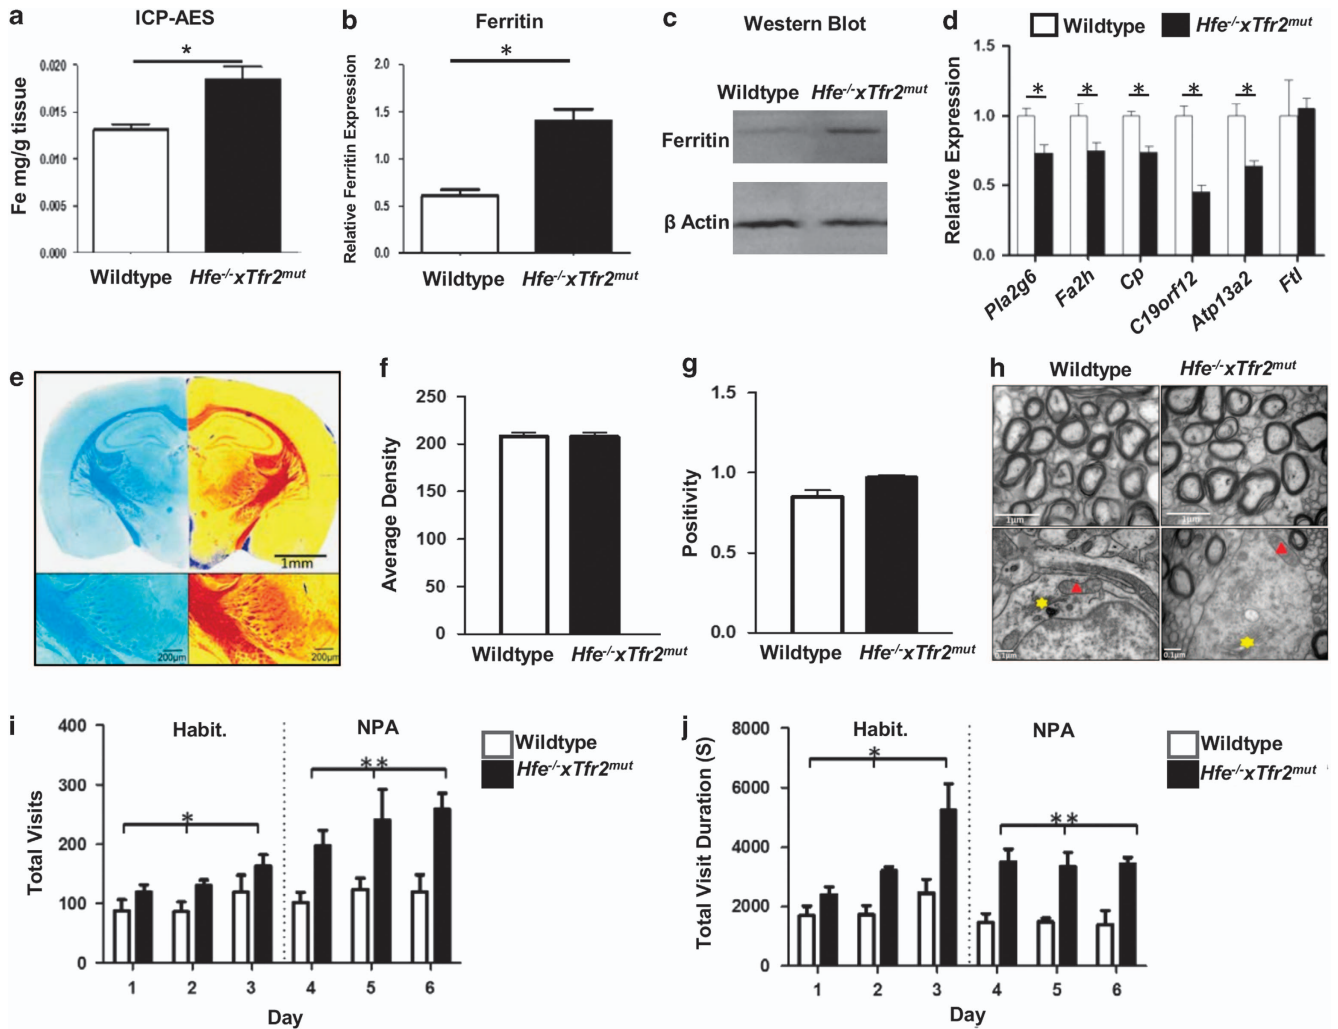 a
ICP-AES
*
Fe mg/g tissue
0.020
0.015
0.010
0.005
0.000
Wildtype
Hfe-/-xTfr2mut
b
Ferritin
*
Relative Ferritin Expression
2.0
1.5
1.0
0.5
0.0
Wildtype
Hfe-/-xTfr2mut
c
Western Blot
Wildtype Hfe-/-xTfr2mut
Ferritin
β Actin
d
Wildtype
Hfe-/-xTfr2mut
Relative Expression
1.5
1.0
0.5
0.0
* * * * *
Pla2g6
Fa2h
Cp
C19orf12
Atp13a2
Ftl
e
1mm
200µm
200µm
f
Average Density
250
200
150
100
50
0
Wildtype
Hfe-/-xTfr2mut
g
Positivity
1.5
1.0
0.5
0.0
Wildtype
Hfe-/-xTfr2mut
h
Wildtype
Hfe-/-xTfr2mut
1µm
1µm
0.1µm
0.1µm
i
Habit.
NPA
Wildtype
Hfe-/-xTfr2mut
*
**
Total Visits
400
300
200
100
0
1 2 3 4 5 6
Day
j
Habit.
NPA
Wildtype
Hfe-/-xTfr2mut
*
**
Total Visit Duration (S)
8000
6000
4000
2000
0
1 2 3 4 5 6
Day